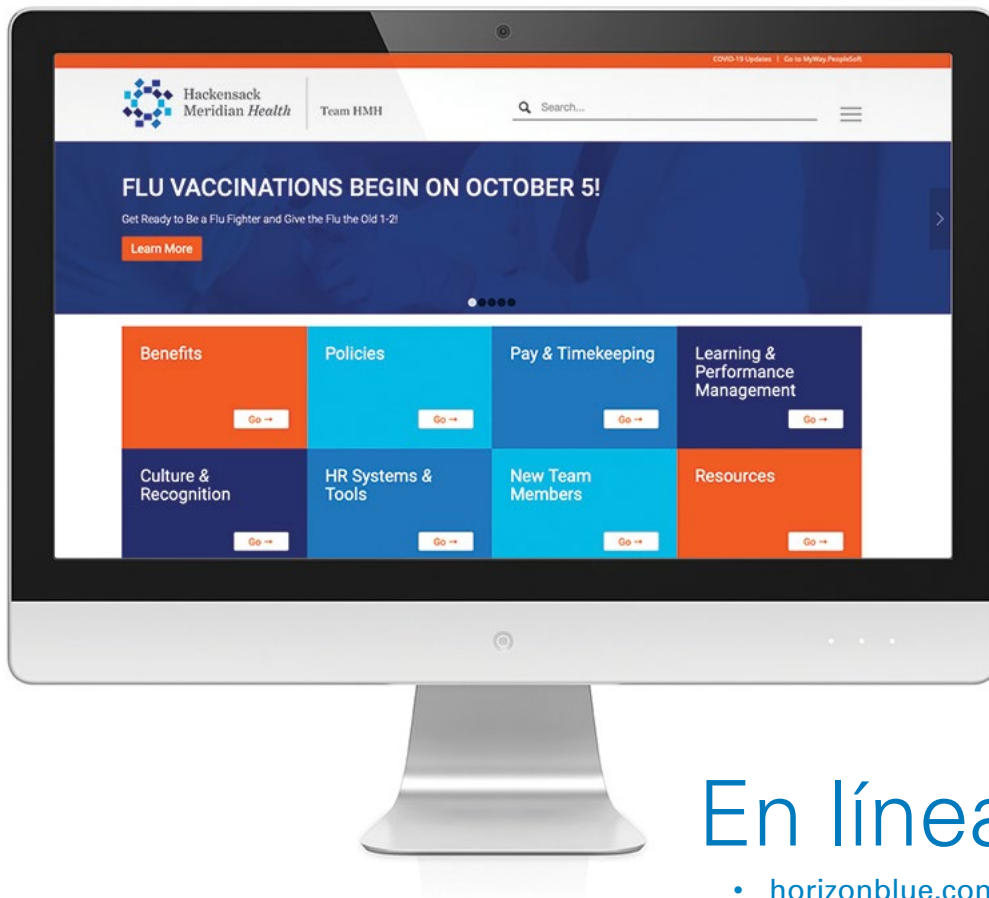 COVID-19 Updates | Go to MyWay.PeopleSoft
Hackensack
Meridian Health
Team HMH
Search...
FLU VACCINATIONS BEGIN ON OCTOBER 5!
Get Ready to Be a Flu Fighter and Give the Flu the Old 1-2!
Learn More
Benefits
Go →
Policies
Go →
Pay & Timekeeping
Go →
Learning &
Performance
Management
Go →
Culture &
Recognition
Go →
HR Systems &
Tools
Go →
New Team
Members
Go →
Resources
Go →
En línea
• horizonblue.com